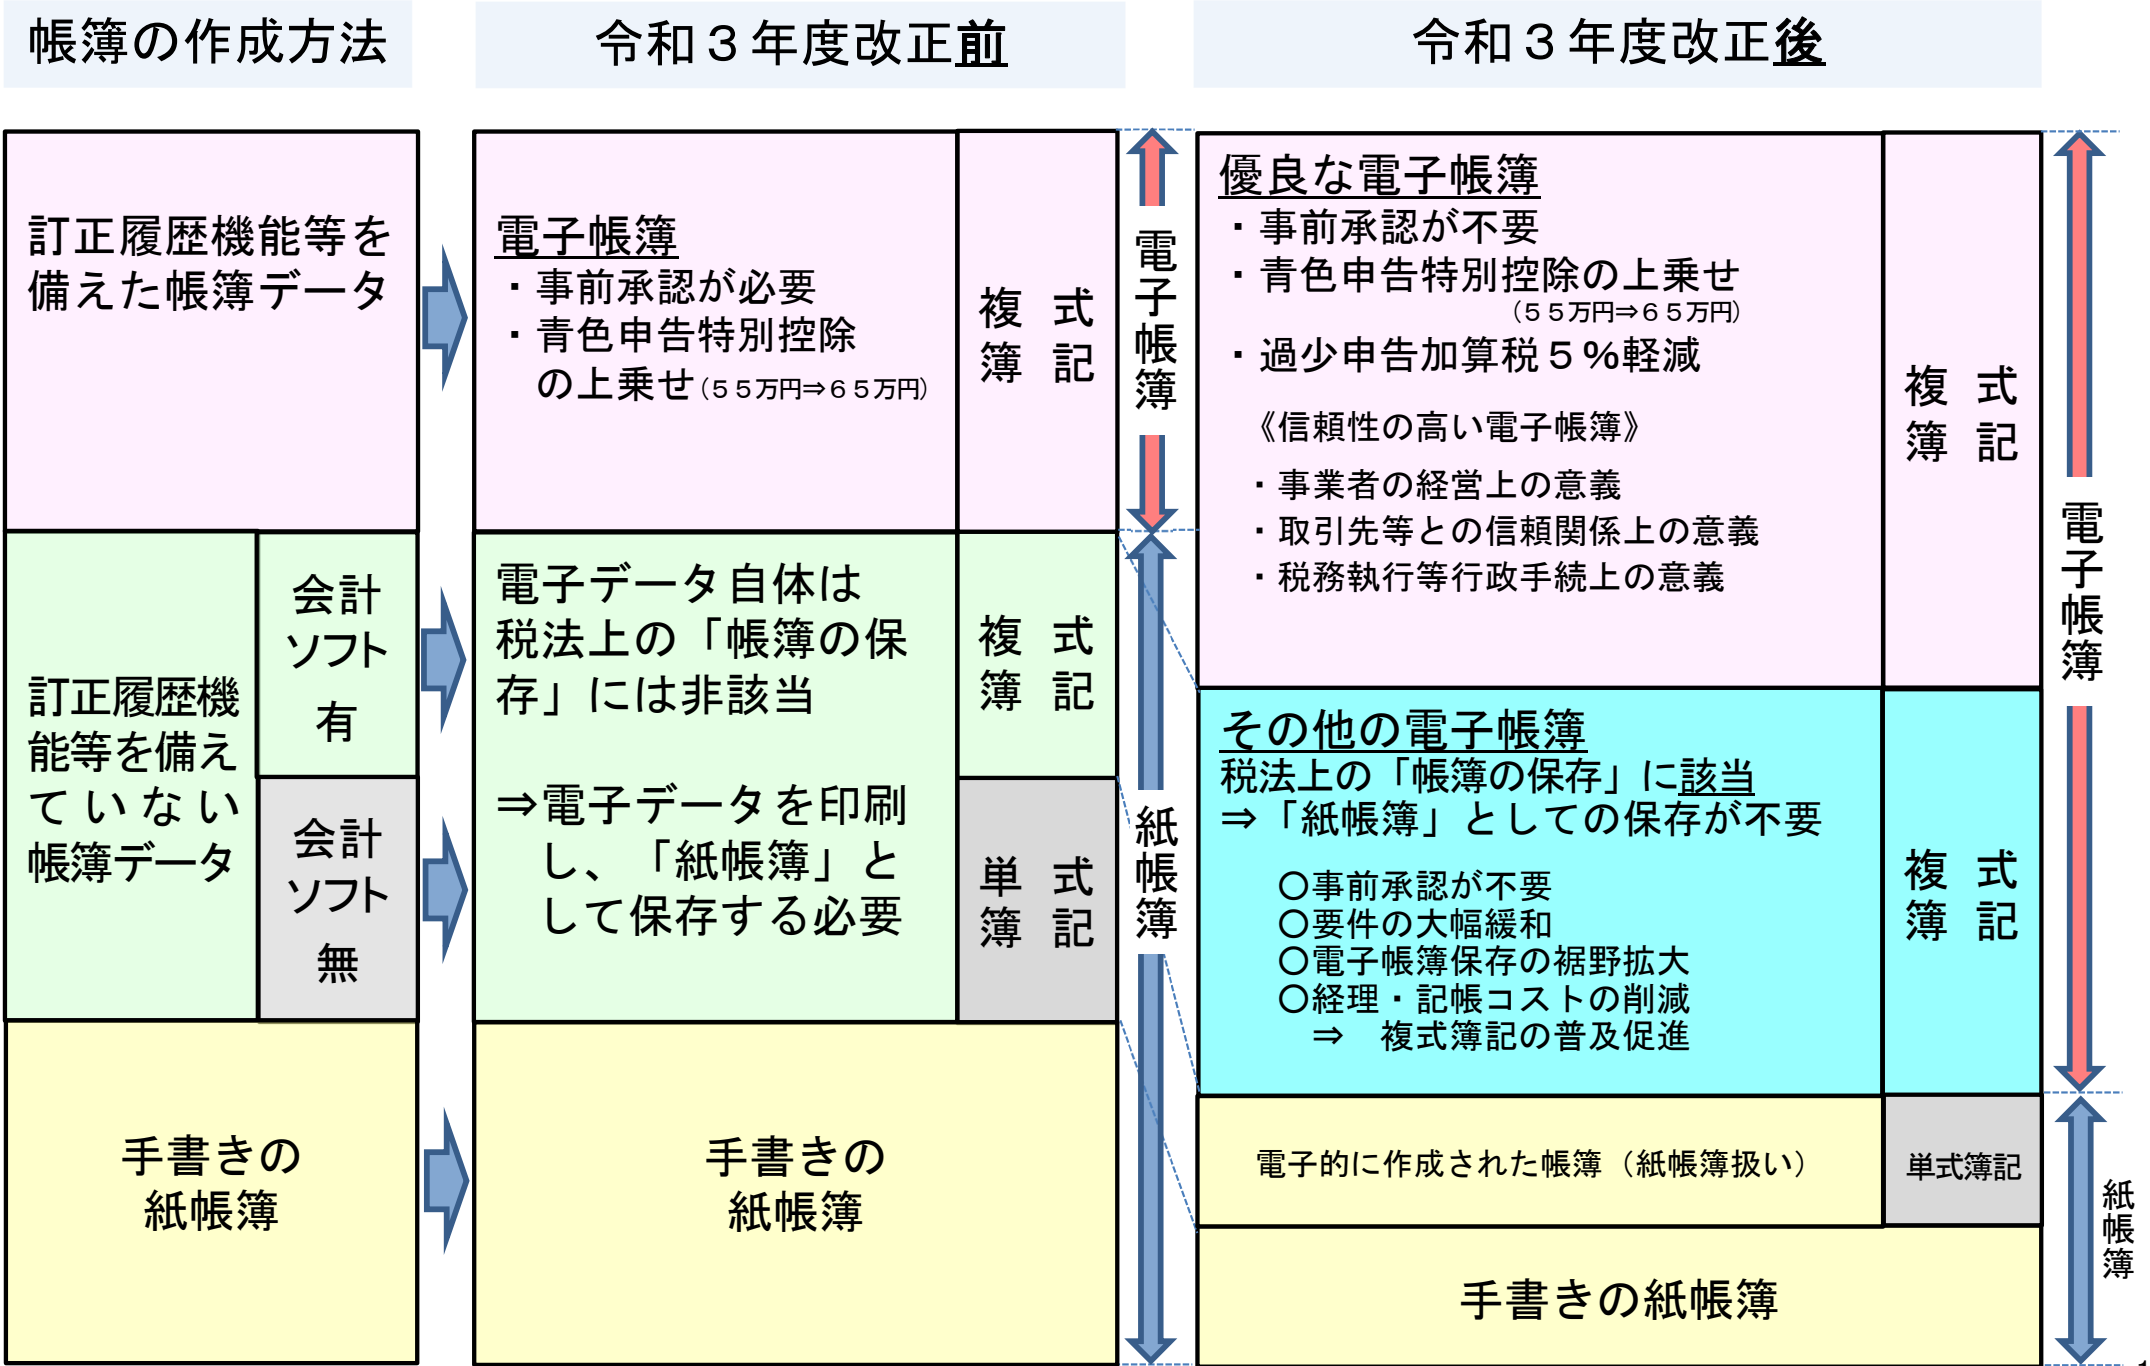 帳簿の作成方法
令和３年度改正前
令和３年度改正後
訂正履歴機能等を
備えた帳簿データ
訂正履歴機
能等を備え
ていない
帳簿データ
会計
ソフト
有
会計
ソフト
無
手書きの
紙帳簿
電子帳簿
・事前承認が必要
・青色申告特別控除
の上乗せ（５５万円⇒６５万円）
複式
簿記
電子データ自体は
税法上の「帳簿の保
存」には非該当
⇒電子データを印刷
し、「紙帳簿」と
して保存する必要
複式
簿記
単式
簿記
手書きの
紙帳簿
電子帳簿
紙帳簿
優良な電子帳簿
・事前承認が不要
・青色申告特別控除の上乗せ
（５５万円⇒６５万円）
・過少申告加算税５％軽減
《信頼性の高い電子帳簿》
・事業者の経営上の意義
・取引先等との信頼関係上の意義
・税務執行等行政手続上の意義
複式
簿記
その他の電子帳簿
税法上の「帳簿の保存」に該当
⇒「紙帳簿」としての保存が不要
〇事前承認が不要
〇要件の大幅緩和
〇電子帳簿保存の裾野拡大
〇経理・記帳コストの削減
⇒　複式簿記の普及促進
複式
簿記
電子的に作成された帳簿（紙帳簿扱い）
単式簿記
手書きの紙帳簿
電子帳簿
紙帳簿